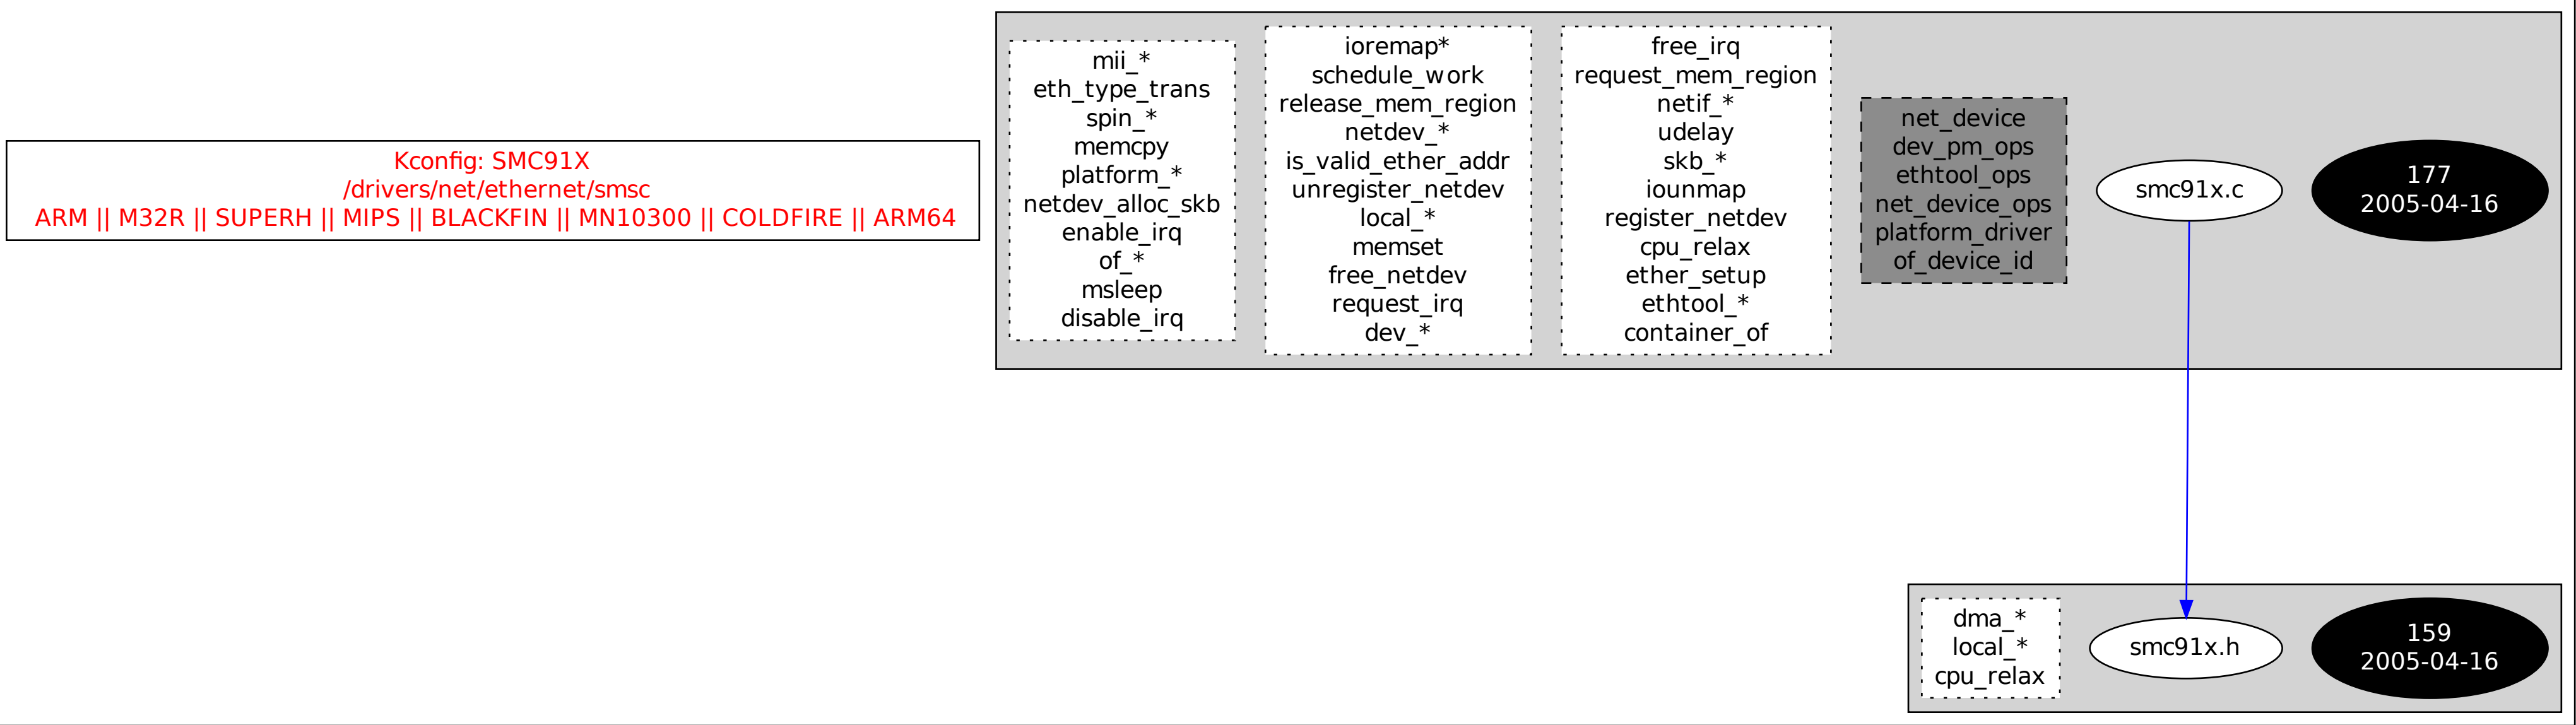 Kconfig: SMC91X
/drivers/net/ethernet/smsc
ARM || M32R || SUPERH || MIPS || BLACKFIN || MN10300 || COLDFIRE || ARM64
mii_*
eth_type_trans
spin_*
memcpy
platform_*
netdev_alloc_skb
enable_irq
of_*
msleep
disable_irq
ioremap*
schedule_work
release_mem_region
netdev_*
is_valid_ether_addr
unregister_netdev
local_*
memset
free_netdev
request_irq
dev_*
free_irq
request_mem_region
netif_*
udelay
skb_*
iounmap
register_netdev
cpu_relax
ether_setup
ethtool_*
container_of
net_device
dev_pm_ops
ethtool_ops
net_device_ops
platform_driver
of_device_id
smc91x.c
177
2005-04-16
dma_*
local_*
cpu_relax
smc91x.h
159
2005-04-16